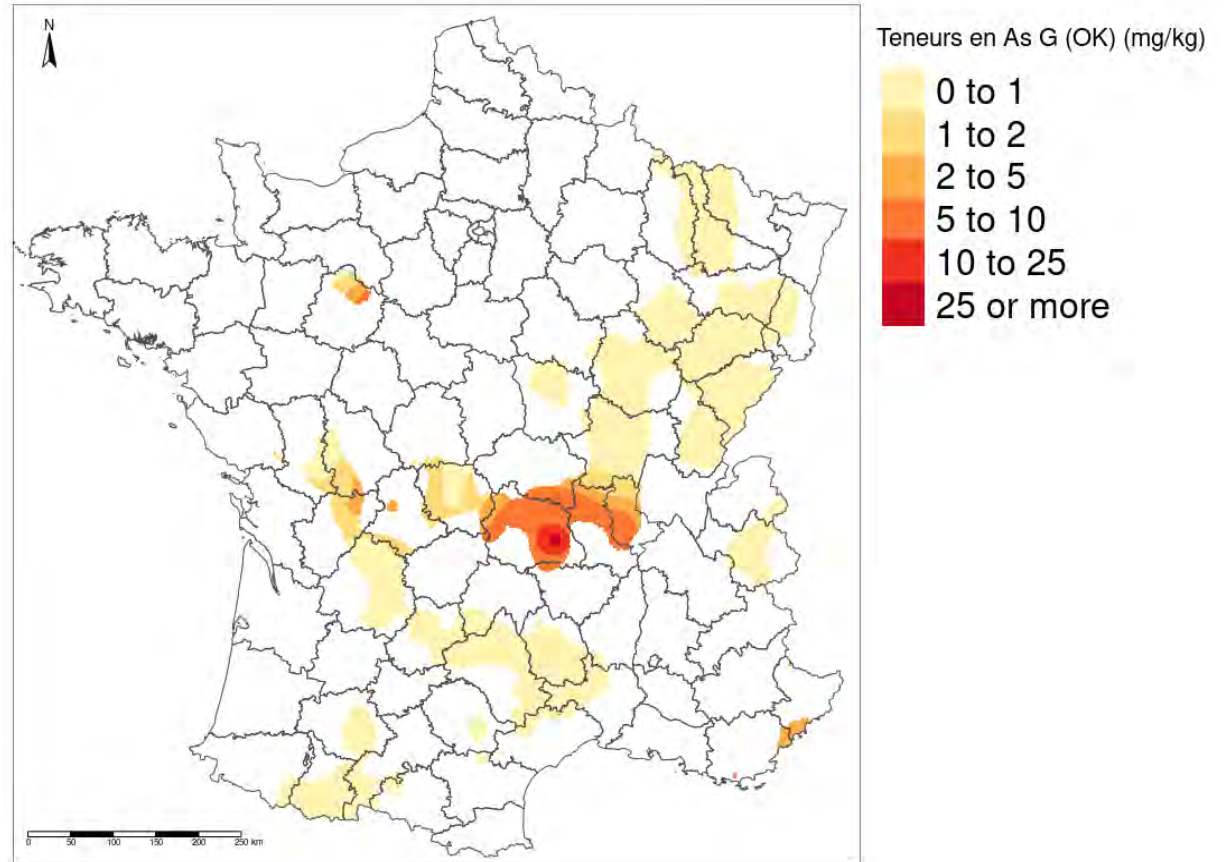 N
Teneurs en As G (OK) (mg/kg)
0 to 1
1 to 2
2 to 5
5 to 10
10 to 25
25 or more
0 50 100 150 200 250 km